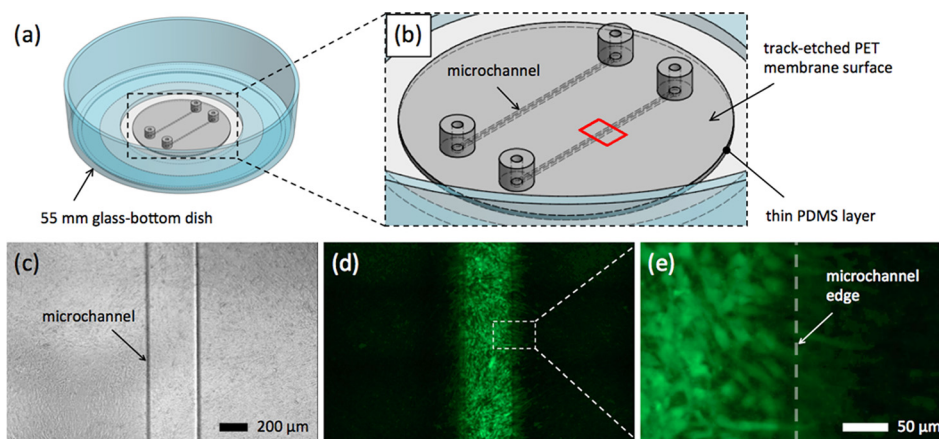 (a)
55 mm glass-bottom dish
(b)
microchannel
track-etched PET
membrane surface
thin PDMS layer
(c)
microchannel
200 μm
(d)
(e)
microchannel
edge
50 μm